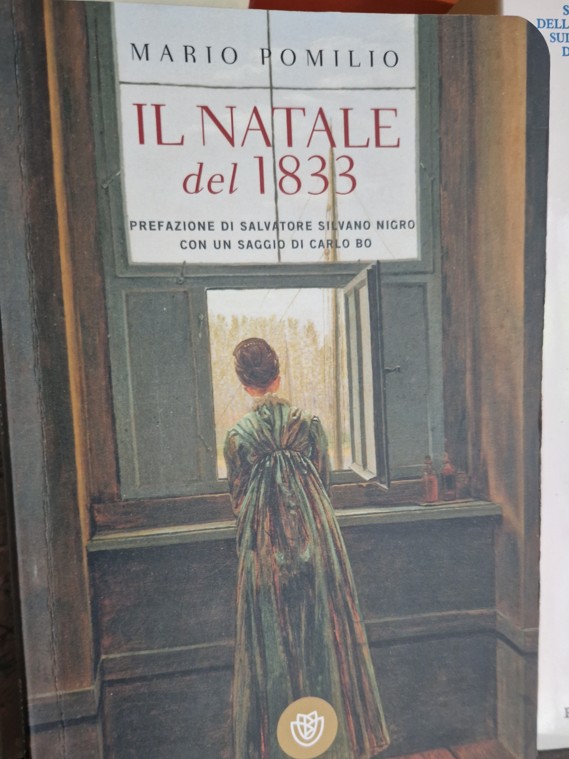 MARIO POMILIO
IL NATALE
del 1833
PREFAZIONE DI SALVATORE SILVANO NIGRO
CON UN SAGGIO DI CARLO BO